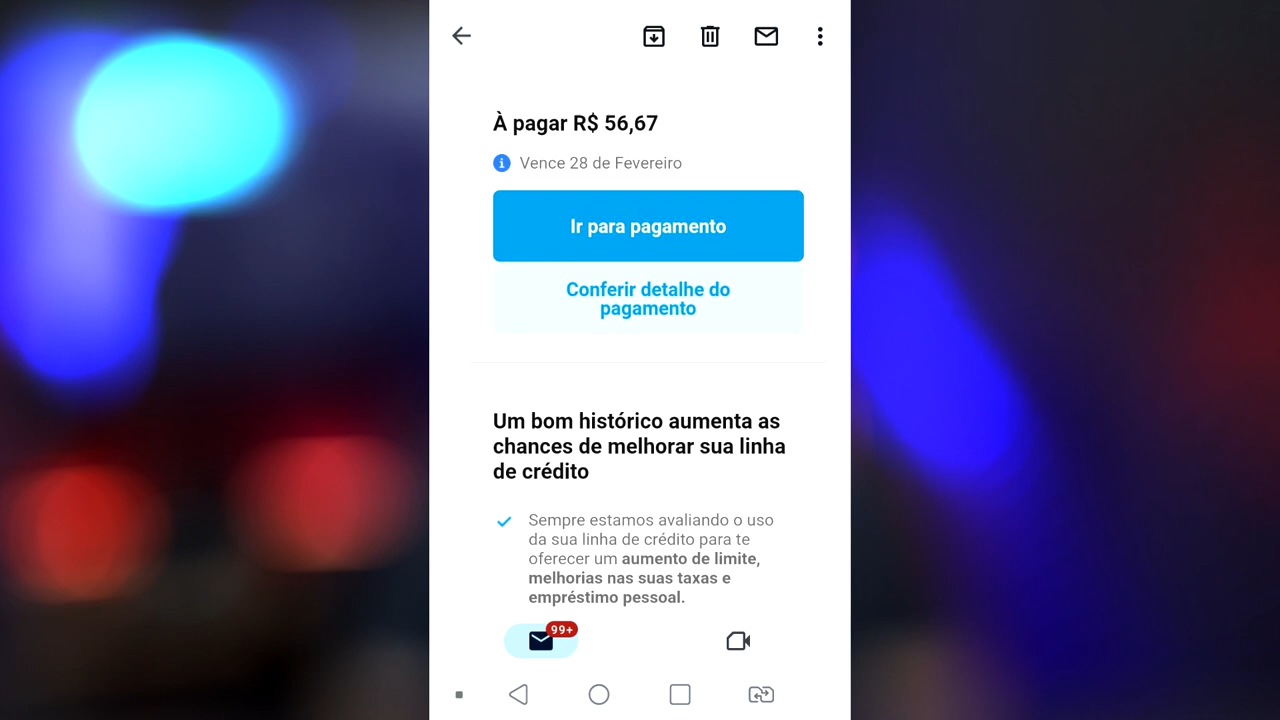 À pagar R$ 56,67
Vence 28 de Fevereiro
Ir para pagamento
Conferir detalhe do
pagamento
Um bom histórico aumenta as
chances de melhorar sua linha
de crédito
Sempre estamos avaliando o uso
da sua linha de crédito para te
oferecer um aumento de limite,
melhorias nas suas taxas e
empréstimo pessoal.
99+